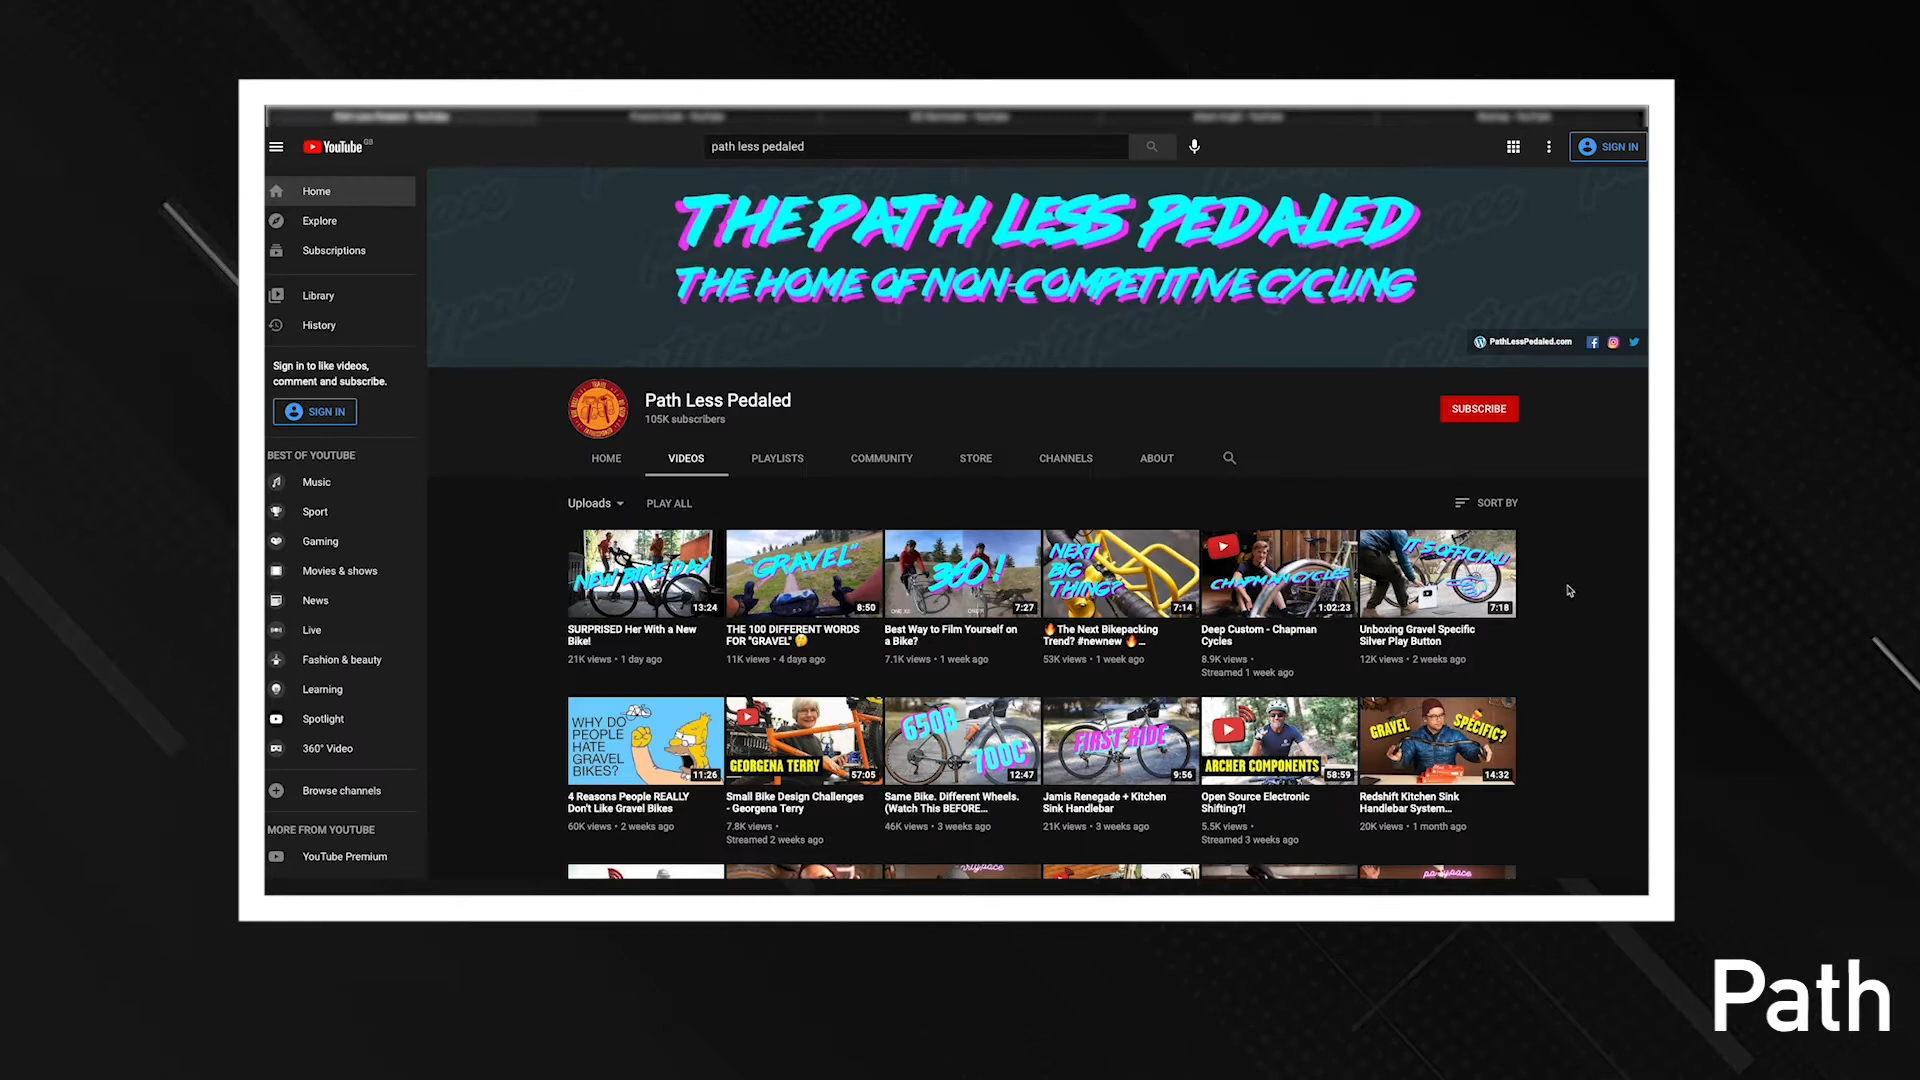 YouTube GB
path less pedaled
SIGN IN
Home
Explore
Subscriptions
Library
History
Sign in to like videos,
comment and subscribe.
SIGN IN
BEST OF YOUTUBE
Music
Sport
Gaming
Movies & shows
News
Live
Fashion & beauty
Learning
Spotlight
360° Video
Browse channels
MORE FROM YOUTUBE
YouTube Premium
THE PATH LESS PEDALED
THE HOME OF NON-COMPETITIVE CYCLING
PathLessPedaled.com
Path Less Pedaled
105K subscribers
SUBSCRIBE
HOME VIDEOS PLAYLISTS COMMUNITY STORE CHANNELS ABOUT
Uploads PLAY ALL SORT BY
NEW BIKE DAY
13:24
SURPRISED Her With a New
Bike!
21K views • 1 day ago
"GRAVEL"
8:50
THE 100 DIFFERENT WORDS
FOR "GRAVEL" 🤔
11K views • 4 days ago
360!
7:27
Best Way to Film Yourself on
a Bike?
7.1K views • 1 week ago
NEXT
BIG
THING?
7:14
🔥The Next Bikepacking
Trend? #newnew 🔥...
53K views • 1 week ago
CHAPMAN CYCLES
1:02:23
Deep Custom - Chapman
Cycles
8.9K views •
Streamed 1 week ago
IT'S OFFICIAL!
7:18
Unboxing Gravel Specific
Silver Play Button
12K views • 2 weeks ago
WHY DO
PEOPLE
HATE
GRAVEL
BIKES?
11:26
4 Reasons People REALLY
Don't Like Gravel Bikes
60K views • 2 weeks ago
GEORGENA TERRY
57:05
Small Bike Design Challenges
- Georgena Terry
7.8K views •
Streamed 2 weeks ago
650B
700C
12:47
Same Bike. Different Wheels.
(Watch This BEFORE...
46K views • 3 weeks ago
FIRST RIDE
9:56
Jamis Renegade + Kitchen
Sink Handlebar
21K views • 3 weeks ago
ARCHER COMPONENTS
58:59
Open Source Electronic
Shifting?!
5.5K views •
Streamed 3 weeks ago
GRAVEL SPECIFIC?
14:32
Redshift Kitchen Sink
Handlebar System...
20K views • 1 month ago
partypace
Path